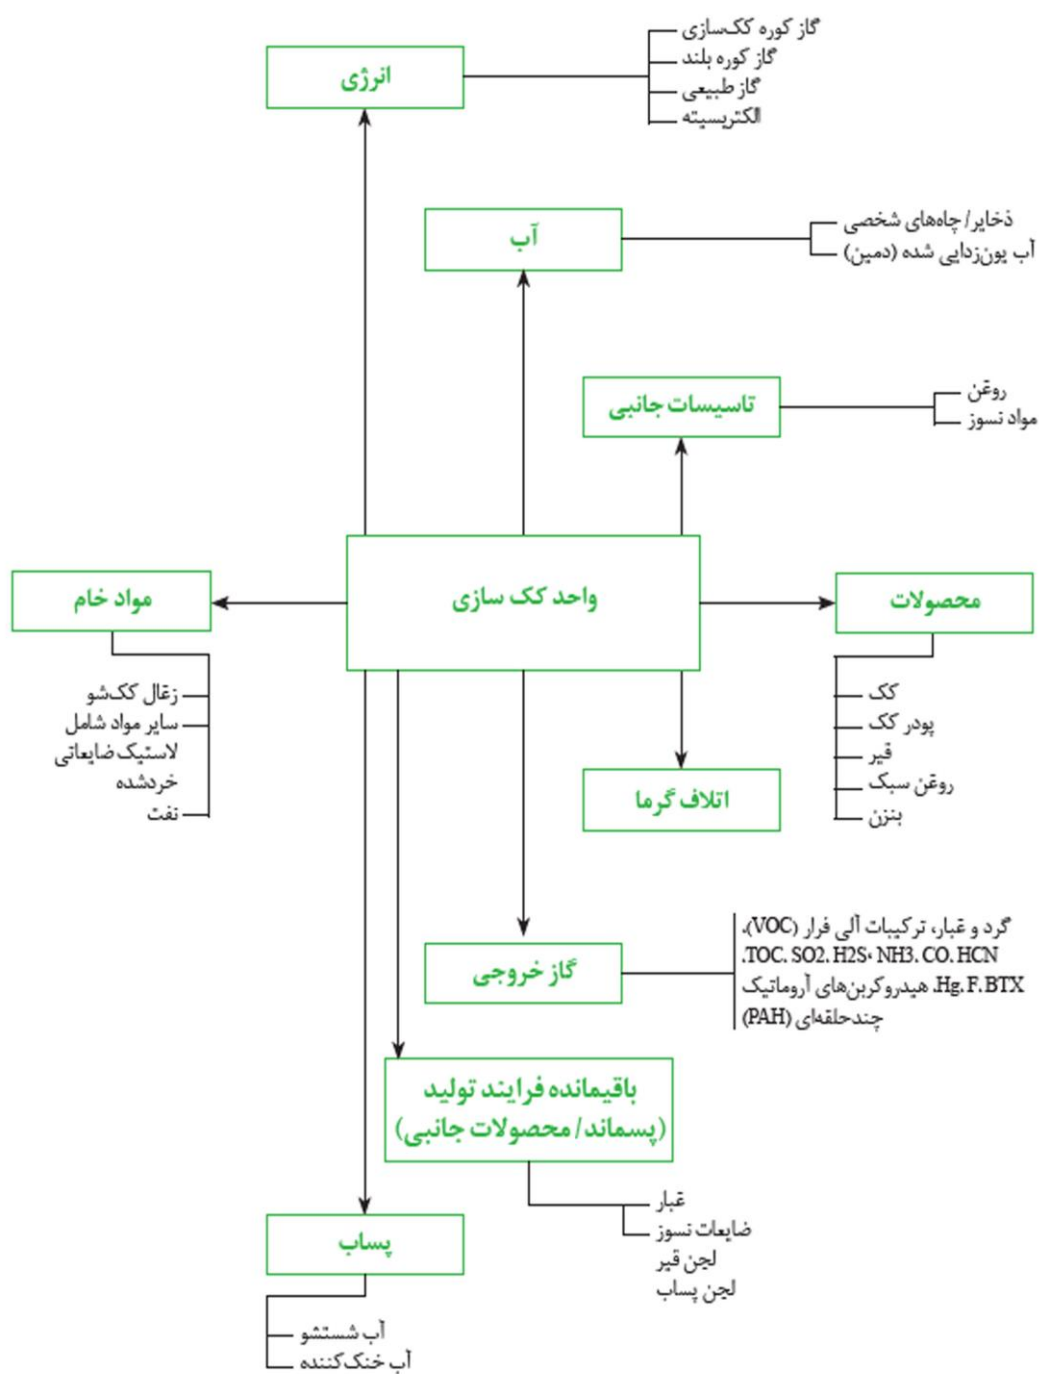 انرژی
گاز کوره کک‌سازی
گاز کوره بلند
گاز طبیعی
الکتریسیته
آب
ذخایر/ چاه‌های شخصی
آب یون‌زدایی شده (دمین)
تاسیسات جانبی
روغن
مواد نسوز
واحد کک سازی
محصولات
کک
پودر کک
قیر
روغن سبک
بنزن
مواد خام
زغال کک‌شو
سایر مواد شامل
لاستیک ضایعاتی
خردشده
نفت
اتلاف گرما
گاز خروجی
گرد و غبار، ترکیبات آلی فرار (VOC)،
TOC، SO2، H2S، NH3، CO، HCN،
Hg، F، BTX، هیدروکربن‌های آروماتیک
چندحلقه‌ای (PAH)
باقیمانده فرایند تولید
(پسماند/ محصولات جانبی)
غبار
ضایعات نسوز
لجن قیر
لجن پساب
پساب
آب شستشو
آب خنک‌کننده